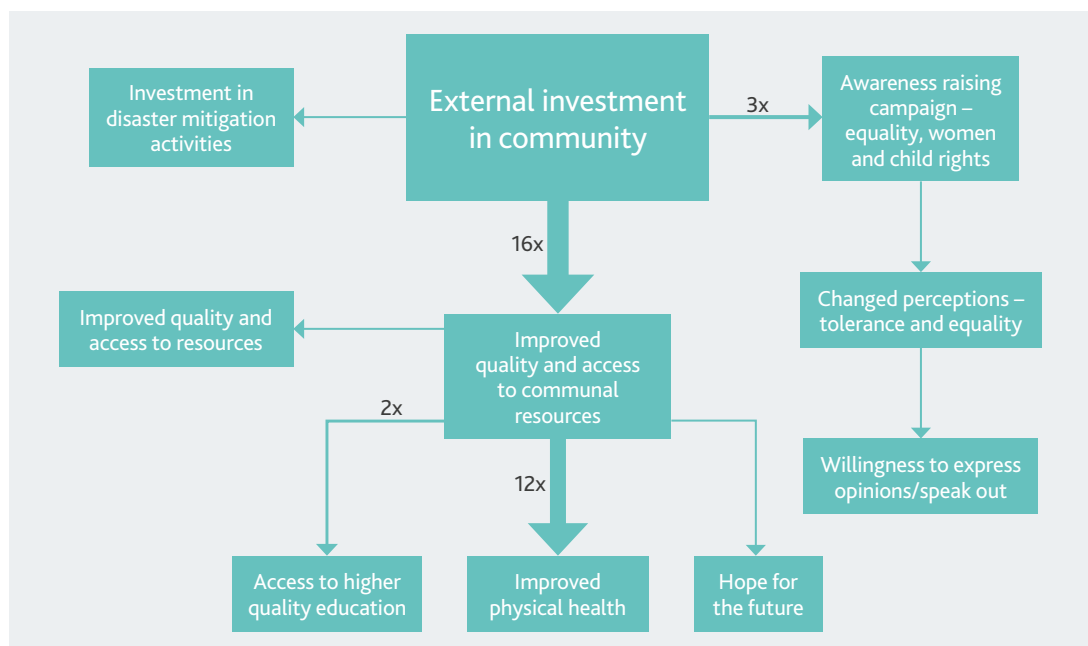 External investment
in community
Investment in
disaster mitigation
activities
3x
Awareness raising
campaign –
equality, women
and child rights
16x
Changed perceptions –
tolerance and equality
Improved quality and
access to resources
Improved
quality and access
to communal
resources
2x
12x
Willingness to express
opinions/speak out
Access to higher
quality education
Improved
physical health
Hope for
the future